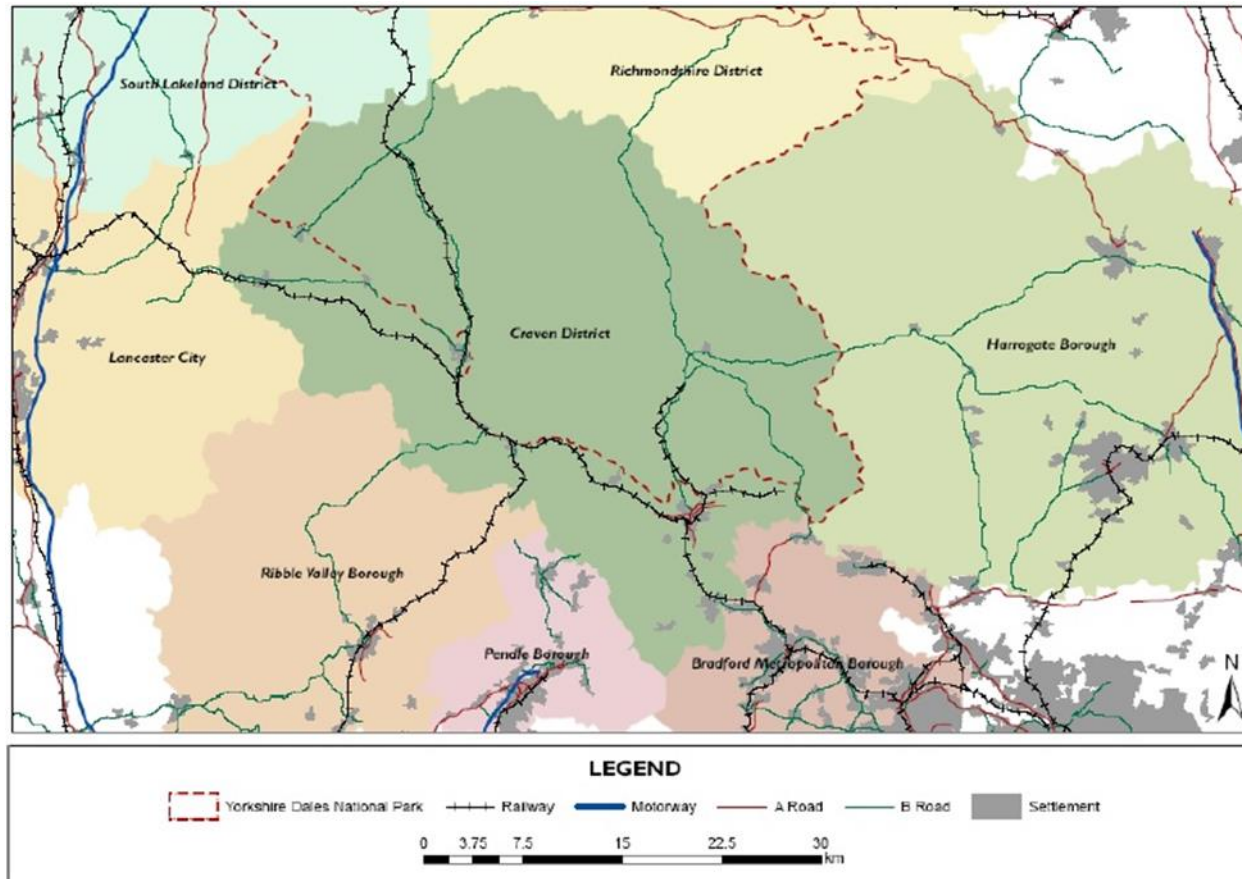 Richmondshire District
South Lakeland District
Craven District
Harrogate Borough
Lancaster City
Ribble Valley Borough
Pendle Borough
Bradford Metropolitan Borough
N
LEGEND
Yorkshire Dales National Park Railway Motorway A Road B Road Settlement
0 3.75 7.5 15 22.5 30
km